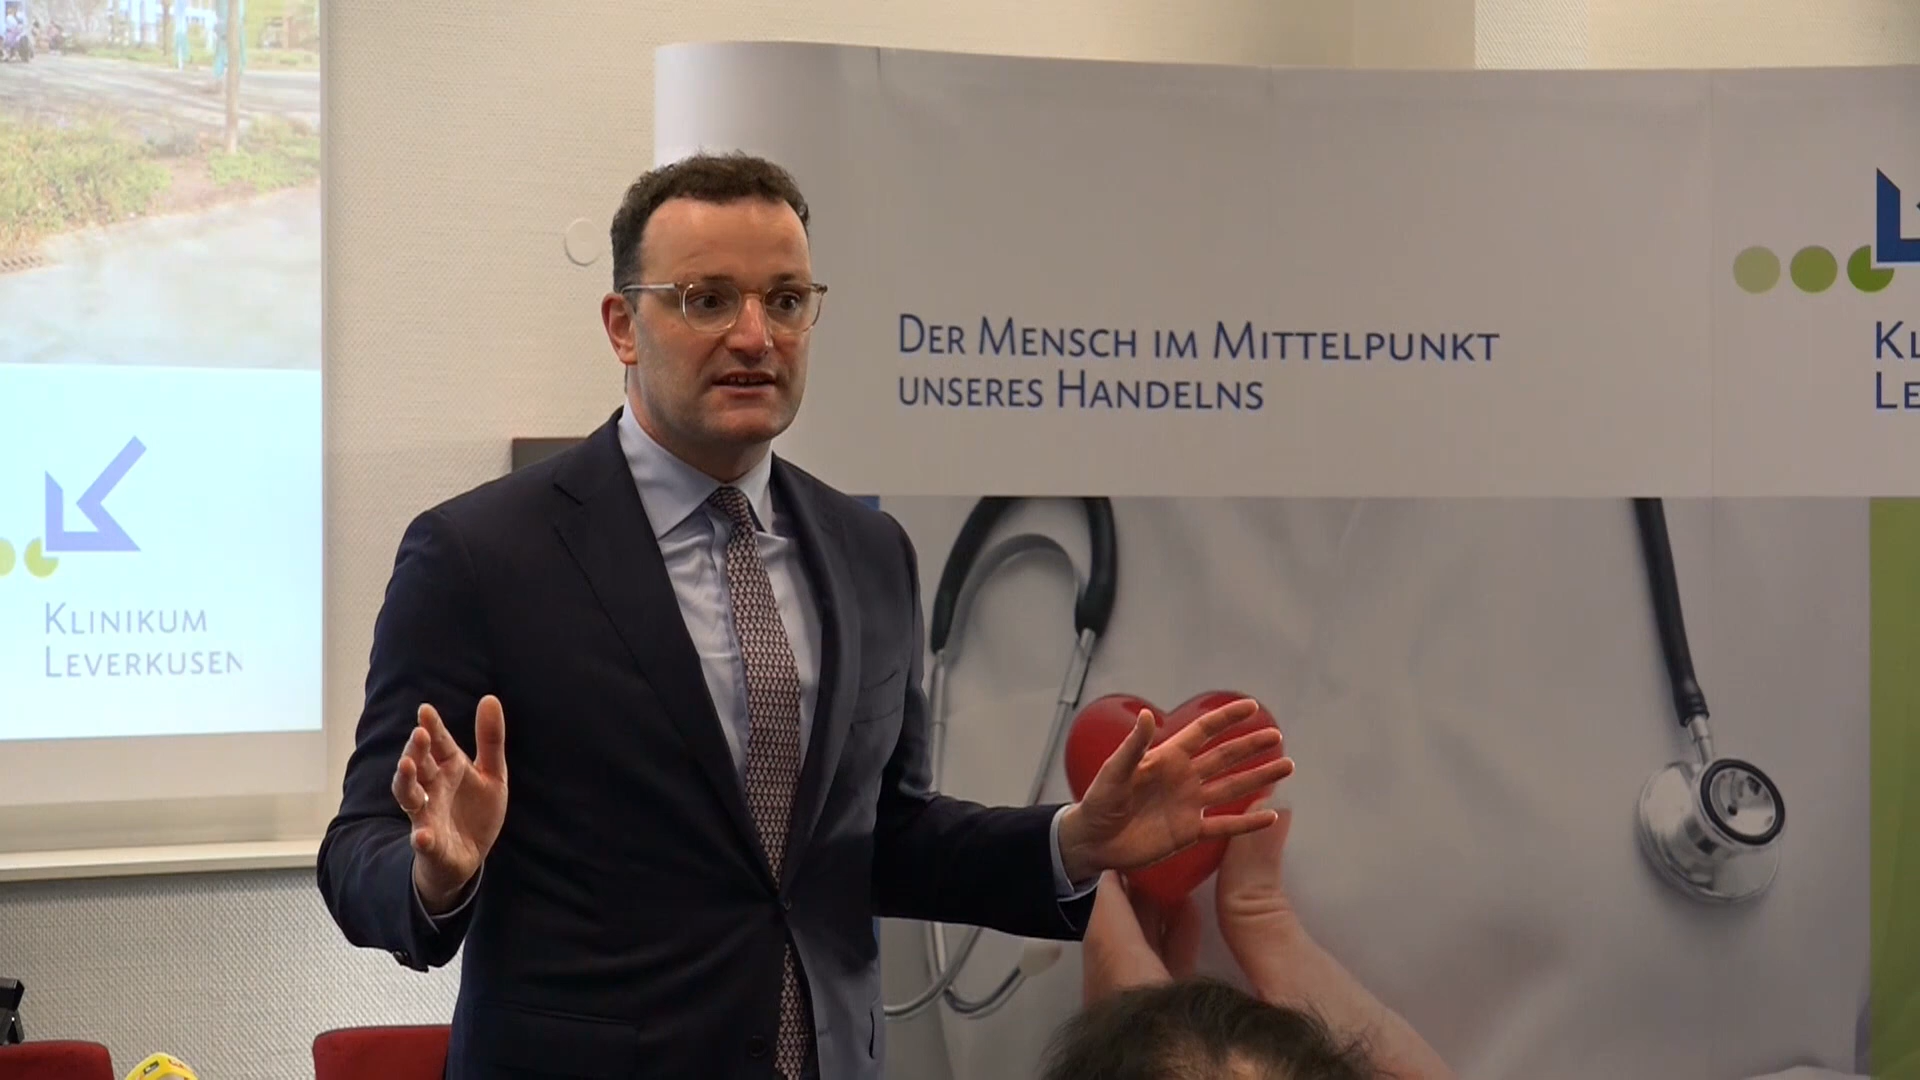 DER MENSCH IM MITTELPUNKT
UNSERES HANDELNS
KLINIKUM
LEVERKUSEN